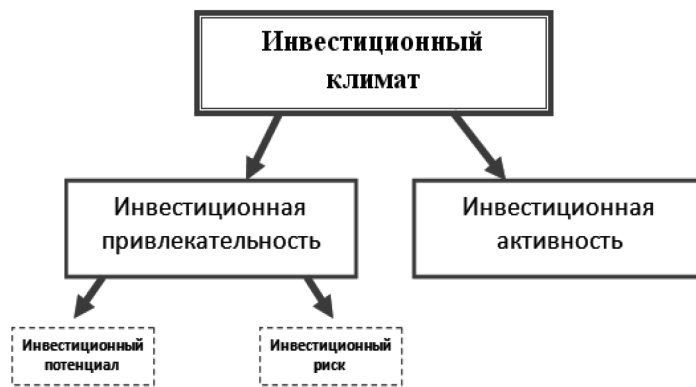 Инвестиционный
климат
Инвестиционная
привлекательность
Инвестиционная
активность
Инвестиционный
потенциал
Инвестиционный
риск